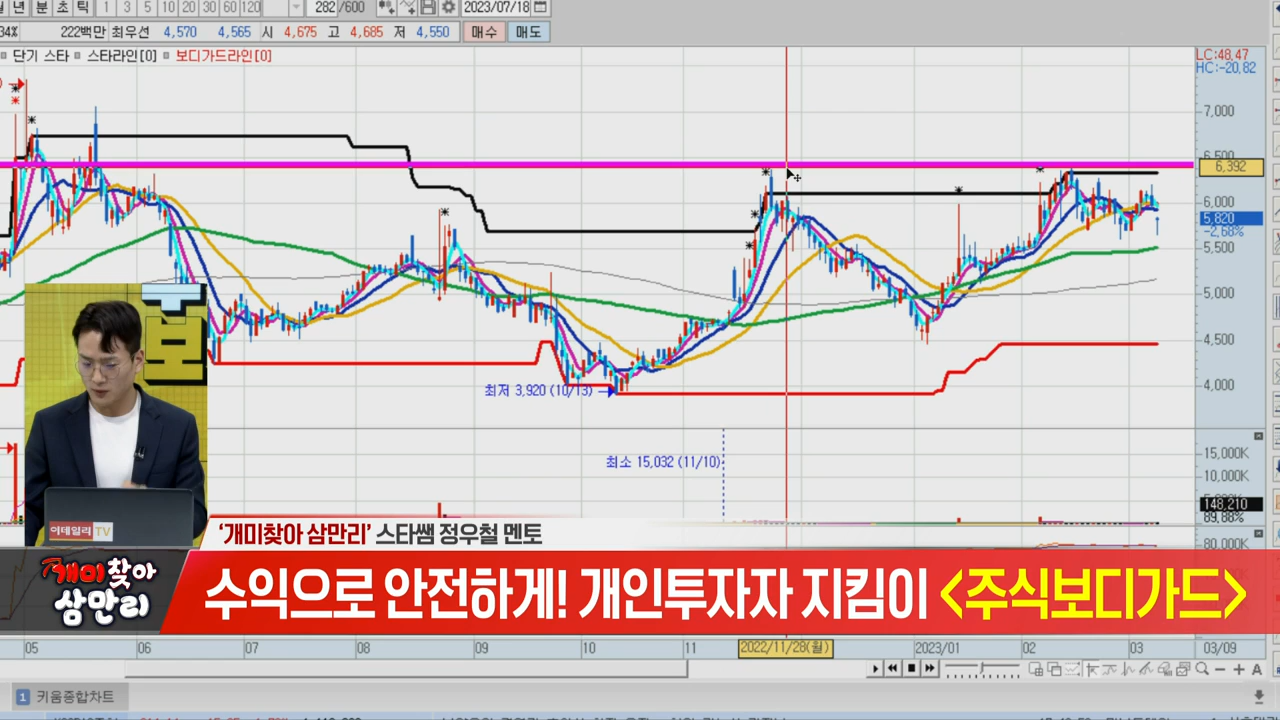 년 분 초 틱 1 3 5 10 20 30 60 120 282 /600 2023/07/18
34% 222백만 최우선 4,570 4,565 시 4,675 고 4,685 저 4,550 매수 매도
단기 스타 스타라인[0] 보디가드라인[0]
LC:48.47
HC:-20.82
7,000
6,500
6,392
6,000
5,820
-2.68%
5,500
5,000
4,500
4,000
최저 3,920 (10/13)
최소 15,032 (11/10)
15,000K
10,000K
148,210
89.88%
80,000K
보
이데일리TV
'개미찾아 삼만리' 스타쌤 정우철 멘토
개미찾아
삼만리
수익으로 안전하게! 개인투자자 지킴이 <주식보디가드>
05 06 07 08 09 10 11 2022/11/28(월) 2023/01 02 03 03/09
1 키움종합차트